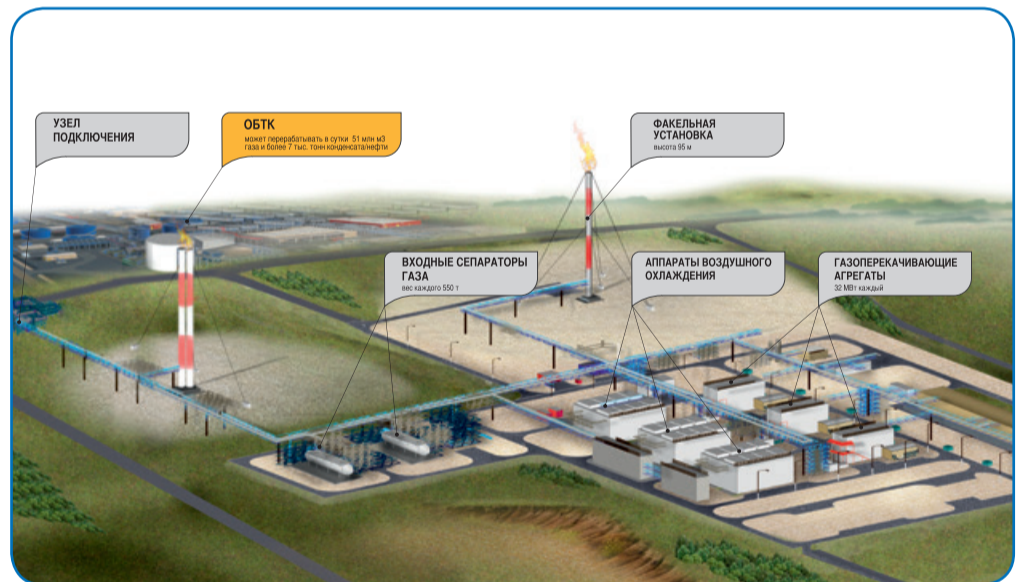 УЗЕЛ
ПОДКЛЮЧЕНИЯ
ОБТК
может перерабатывать в сутки 51 млн м3
газа и более 7 тыс. тонн конденсата/нефти
ФАКЕЛЬНАЯ
УСТАНОВКА
высота 95 м
ВХОДНЫЕ СЕПАРАТОРЫ
ГАЗА
вес каждого 550 т
АППАРАТЫ ВОЗДУШНОГО
ОХЛАЖДЕНИЯ
ГАЗОПЕРЕКАЧИВАЮЩИЕ
АГРЕГАТЫ
32 МВт каждый